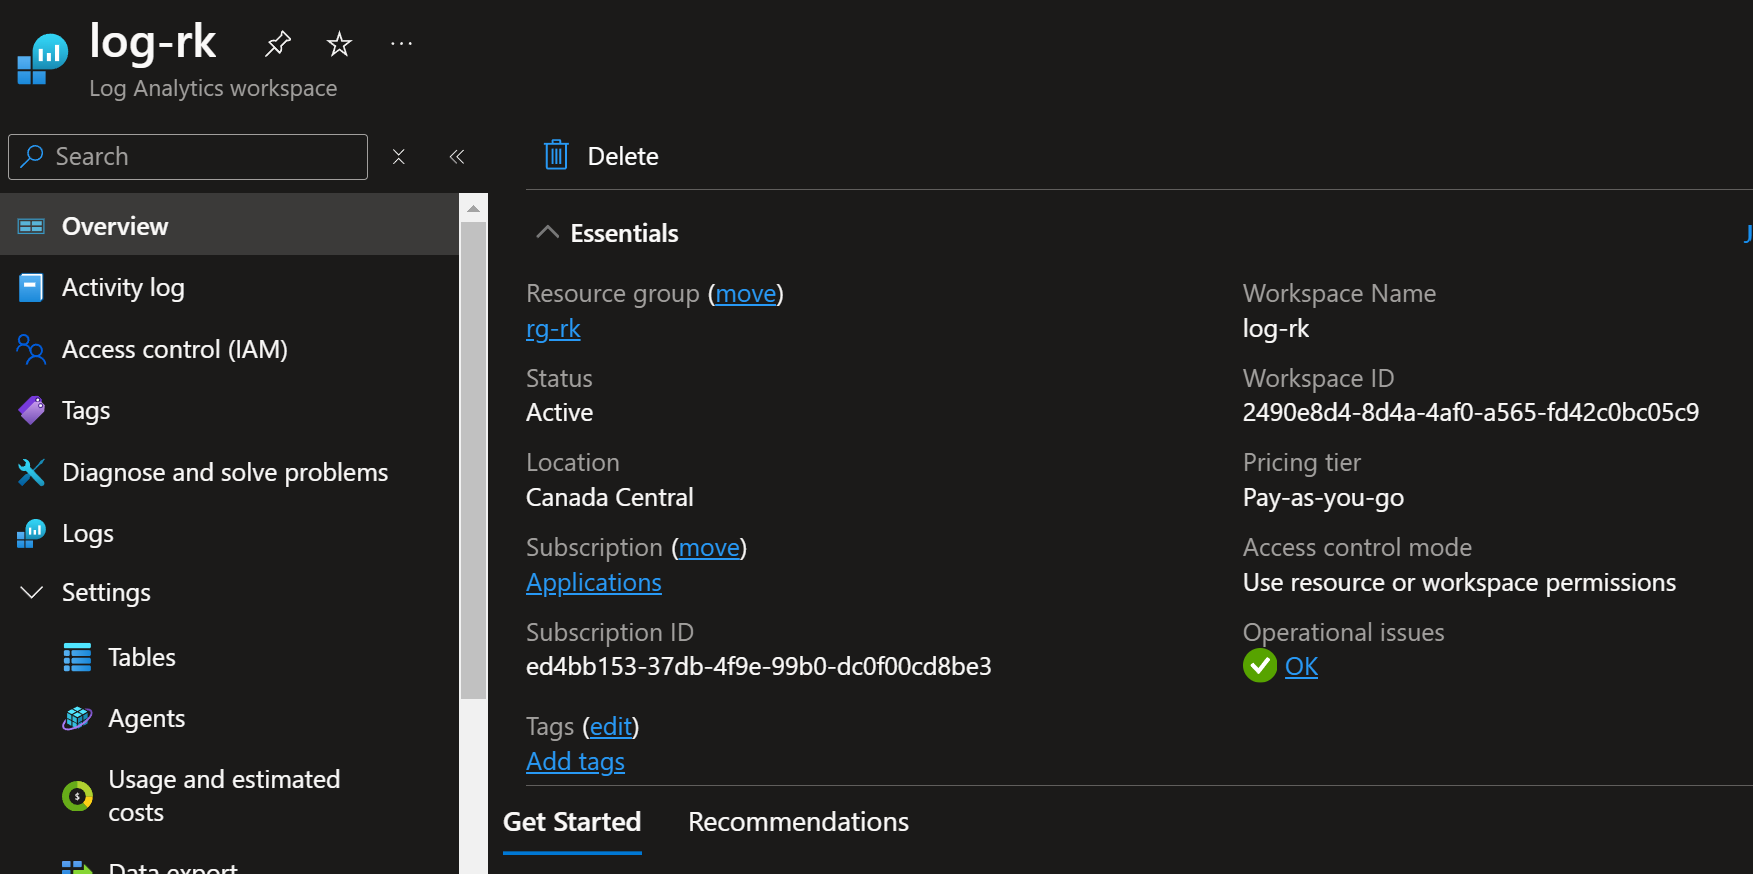 log-rk
Log Analytics workspace
Search
Overview
Activity log
Access control (IAM)
Tags
Diagnose and solve problems
Logs
Settings
Tables
Agents
Usage and estimated
costs
Data export
Delete
Essentials
J
Resource group (move)
rg-rk
Status
Active
Location
Canada Central
Subscription (move)
Applications
Subscription ID
ed4bb153-37db-4f9e-99b0-dc0f00cd8be3
Tags (edit)
Add tags
Workspace Name
log-rk
Workspace ID
2490e8d4-8d4a-4af0-a565-fd42c0bc05c9
Pricing tier
Pay-as-you-go
Access control mode
Use resource or workspace permissions
Operational issues
OK
Get Started
Recommendations